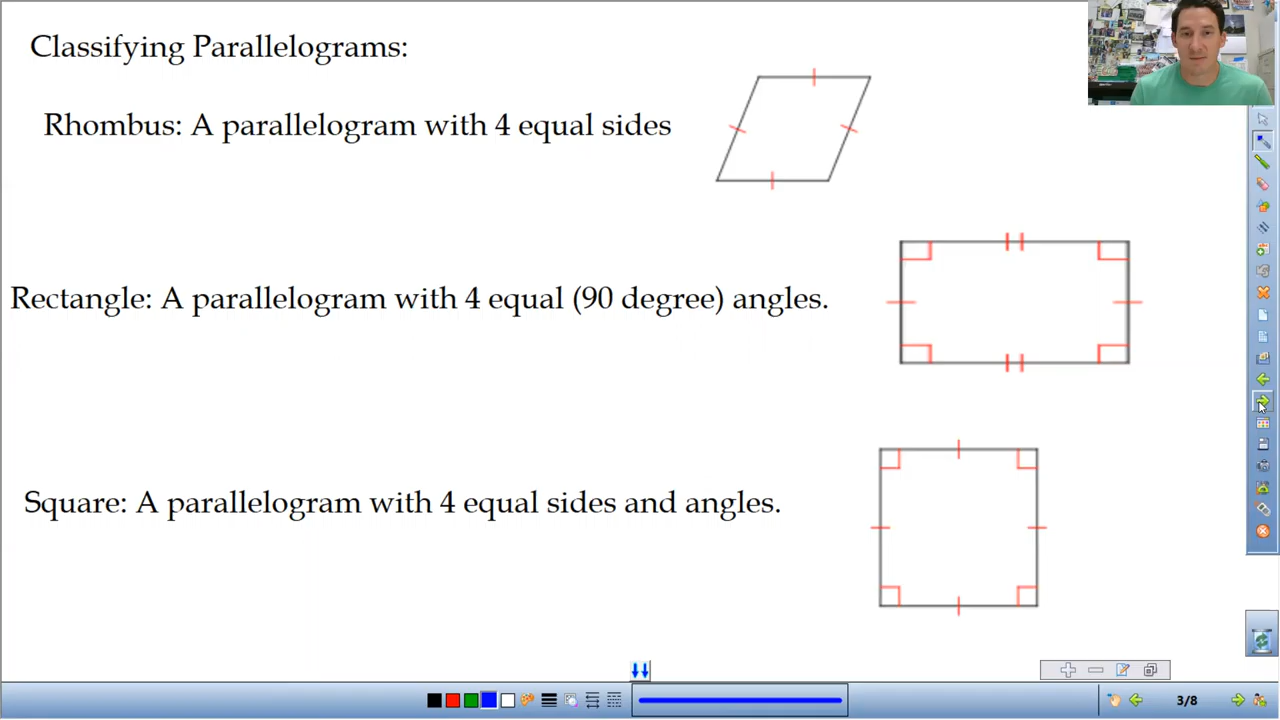 Classifying Parallelograms:
Rhombus: A parallelogram with 4 equal sides
Rectangle: A parallelogram with 4 equal (90 degree) angles.
Square: A parallelogram with 4 equal sides and angles.
3/8